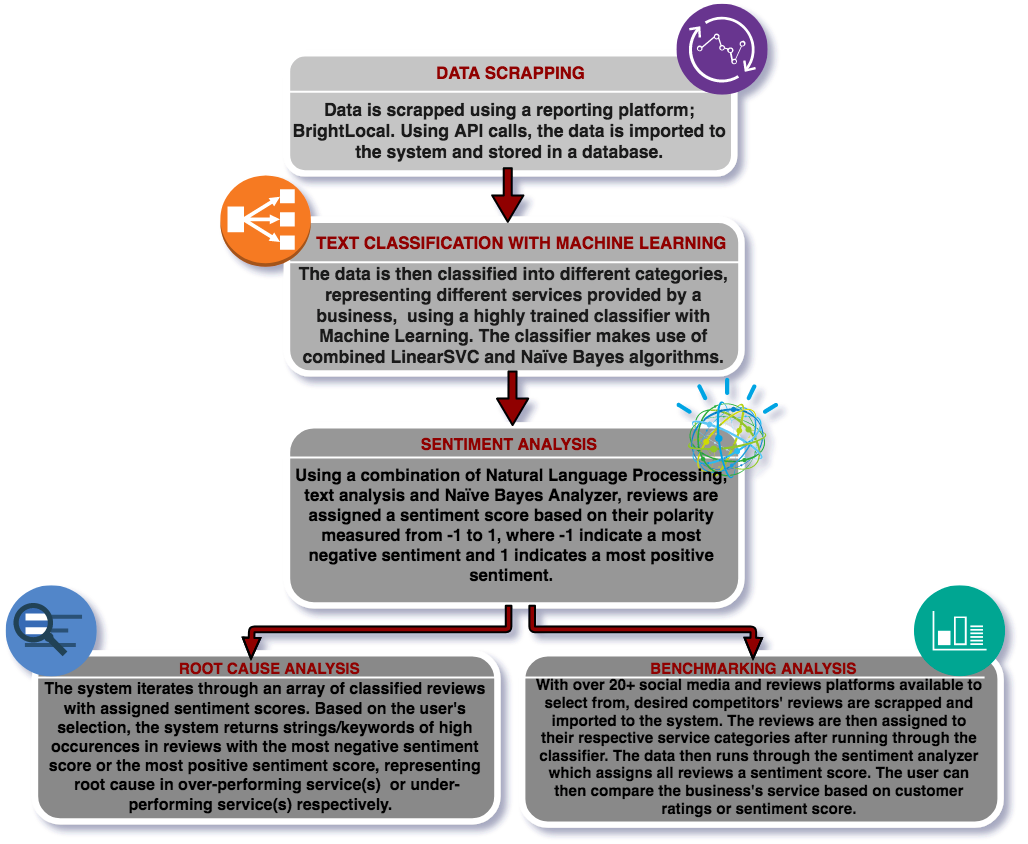 DATA SCRAPPING
Data is scrapped using a reporting platform;
BrightLocal. Using API calls, the data is imported to
the system and stored in a database.
TEXT CLASSIFICATION WITH MACHINE LEARNING
The data is then classified into different categories,
representing different services provided by a
business, using a highly trained classifier with
Machine Learning. The classifier makes use of
combined LinearSVC and Naïve Bayes algorithms.
SENTIMENT ANALYSIS
Using a combination of Natural Language Processing,
text analysis and Naïve Bayes Analyzer, reviews are
assigned a sentiment score based on their polarity
measured from -1 to 1, where -1 indicate a most
negative sentiment and 1 indicates a most positive
sentiment.
ROOT CAUSE ANALYSIS
The system iterates through an array of classified reviews
with assigned sentiment scores. Based on the user's
selection, the system returns strings/keywords of high
occurences in reviews with the most negative sentiment
score or the most positive sentiment score, representing
root cause in over-performing service(s) or under-
performing service(s) respectively.
BENCHMARKING ANALYSIS
With over 20+ social media and reviews platforms available to
select from, desired competitors' reviews are scrapped and
imported to the system. The reviews are then assigned to
their respective service categories after running through the
classifier. The data then runs through the sentiment analyzer
which assigns all reviews a sentiment score. The user can
then compare the business's service based on customer
ratings or sentiment score.